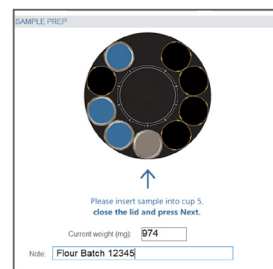 SAMPLE PREP
Please insert sample into cup 5,
close the lid and press Next.
Current weight (mg): 974
Note: Flour Batch 12345